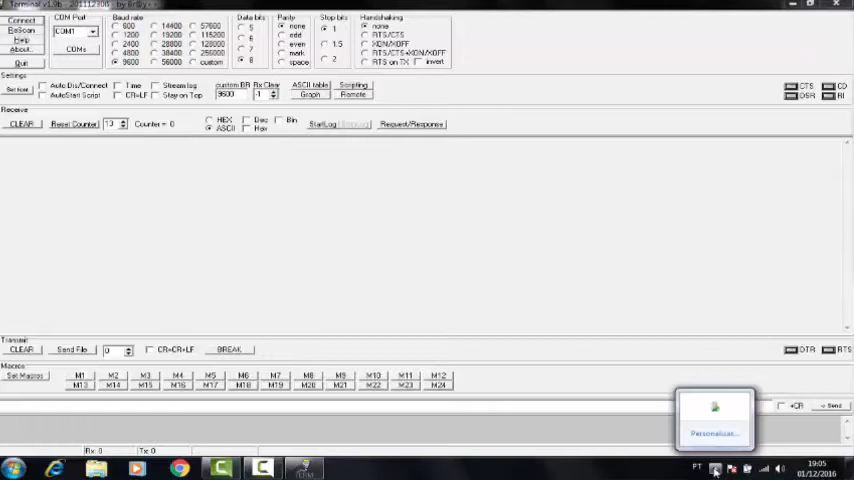 Terminal v1.9b - 20111230ß - by Br@y++
Connect
ReScan
Help
About..
Quit
COM Port
COM1
COMs
Baud rate
600 14400 57600
1200 19200 115200
2400 28800 128000
4800 38400 256000
9600 56000 custom
Data bits
5
6
7
8
Parity
none
odd
even
mark
space
Stop bits
1
1.5
2
Handshaking
none
RTS/CTS
XON/XOFF
RTS/CTS+XON/XOFF
RTS on TX invert
Settings
Set font
Auto Dis/Connect Time Stream log
AutoStart Script CR=LF Stay on Top
custom BR Rx Clear
9600 -1
ASCII table Scripting
Graph Remote
CTS CD
DSR RI
Receive
CLEAR Reset Counter 13 Counter = 0
HEX Dec Bin
ASCII Hex
StartLog StopLog Request/Response
Transmit
CLEAR Send File 0 CR=CR+LF BREAK
DTR RTS
Macros
Set Macros
M1 M2 M3 M4 M5 M6 M7 M8 M9 M10 M11 M12
M13 M14 M15 M16 M17 M18 M19 M20 M21 M22 M23 M24
+CR -> Send
Personalizar...
Rx: 0 Tx: 0
PT
19:05
01/12/2016